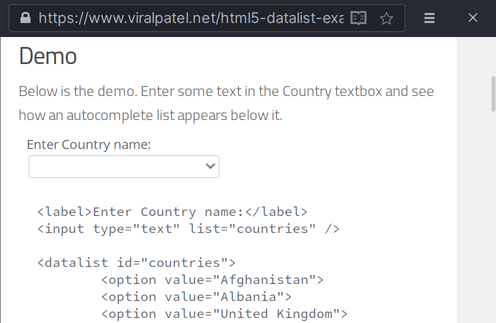 https://www.viralpatel.net/html5-datalist-exa
Demo
Below is the demo. Enter some text in the Country textbox and see
how an autocomplete list appears below it.
Enter Country name:
<label>Enter Country name:</label>
<input type="text" list="countries" />
<datalist id="countries">
<option value="Afghanistan">
<option value="Albania">
<option value="United Kingdom">